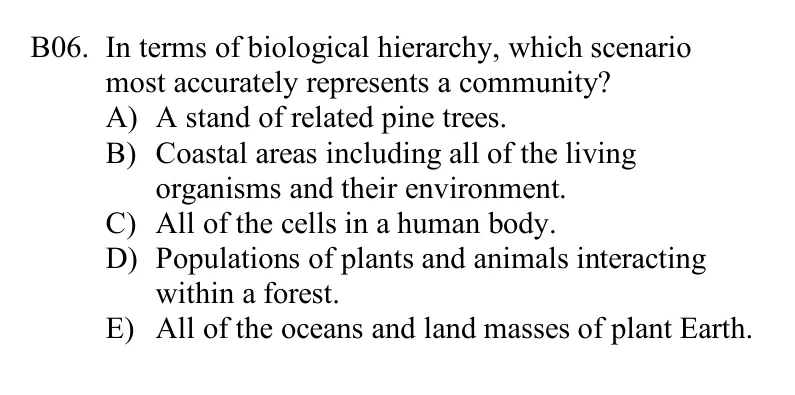 B06. In terms of biological hierarchy, which scenario
most accurately represents a community?
A) A stand of related pine trees.
B) Coastal areas including all of the living
organisms and their environment.
C) All of the cells in a human body.
D) Populations of plants and animals interacting
within a forest.
E) All of the oceans and land masses of plant Earth.